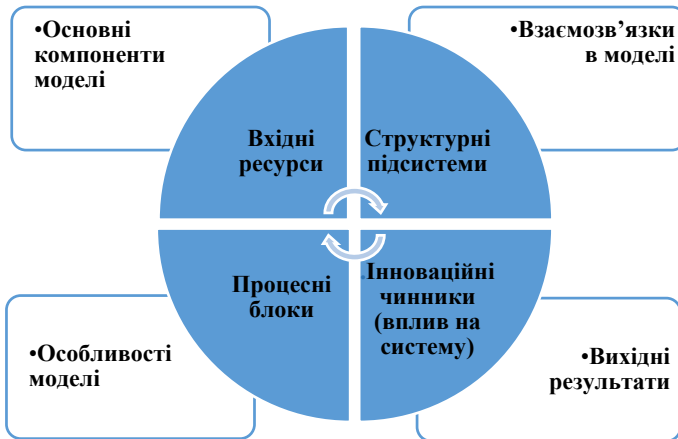 •Основні
компоненти
моделі
•Взаємозв’язки
в моделі
Вхідні
ресурси
Структурні
підсистеми
Процесні
блоки
.Інноваційні
чинники
(вплив на
систему)
•Особливості
моделі
•Вихідні
результати